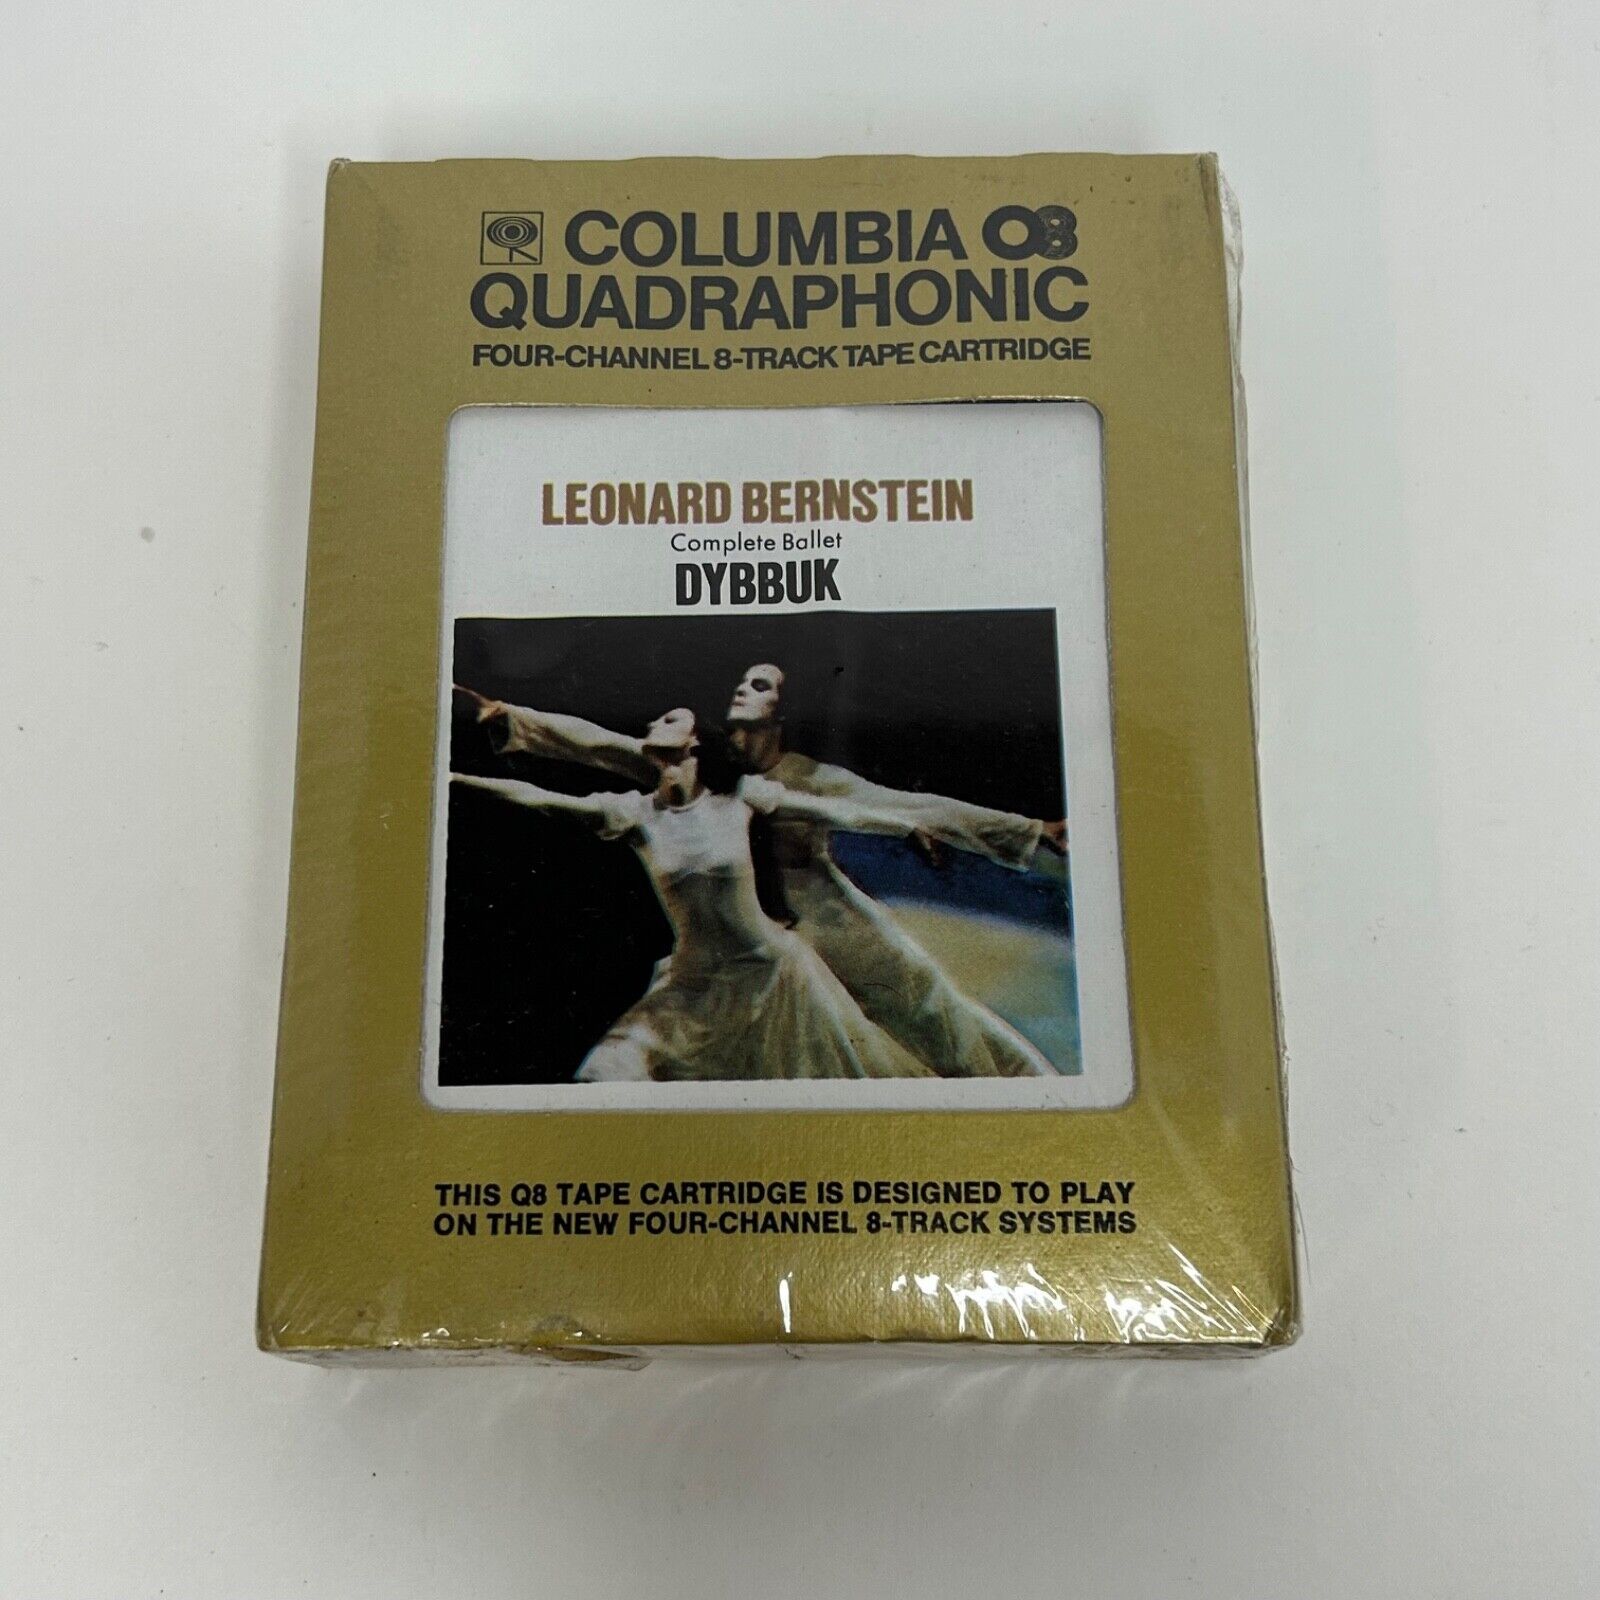 COLUMBIA Q8
QUADRAPHONIC
FOUR-CHANNEL 8-TRACK TAPE CARTRIDGE
LEONARD BERNSTEIN
Complete Ballet
DYBBUK
THIS Q8 TAPE CARTRIDGE IS DESIGNED TO PLAY
ON THE NEW FOUR-CHANNEL 8-TRACK SYSTEMS